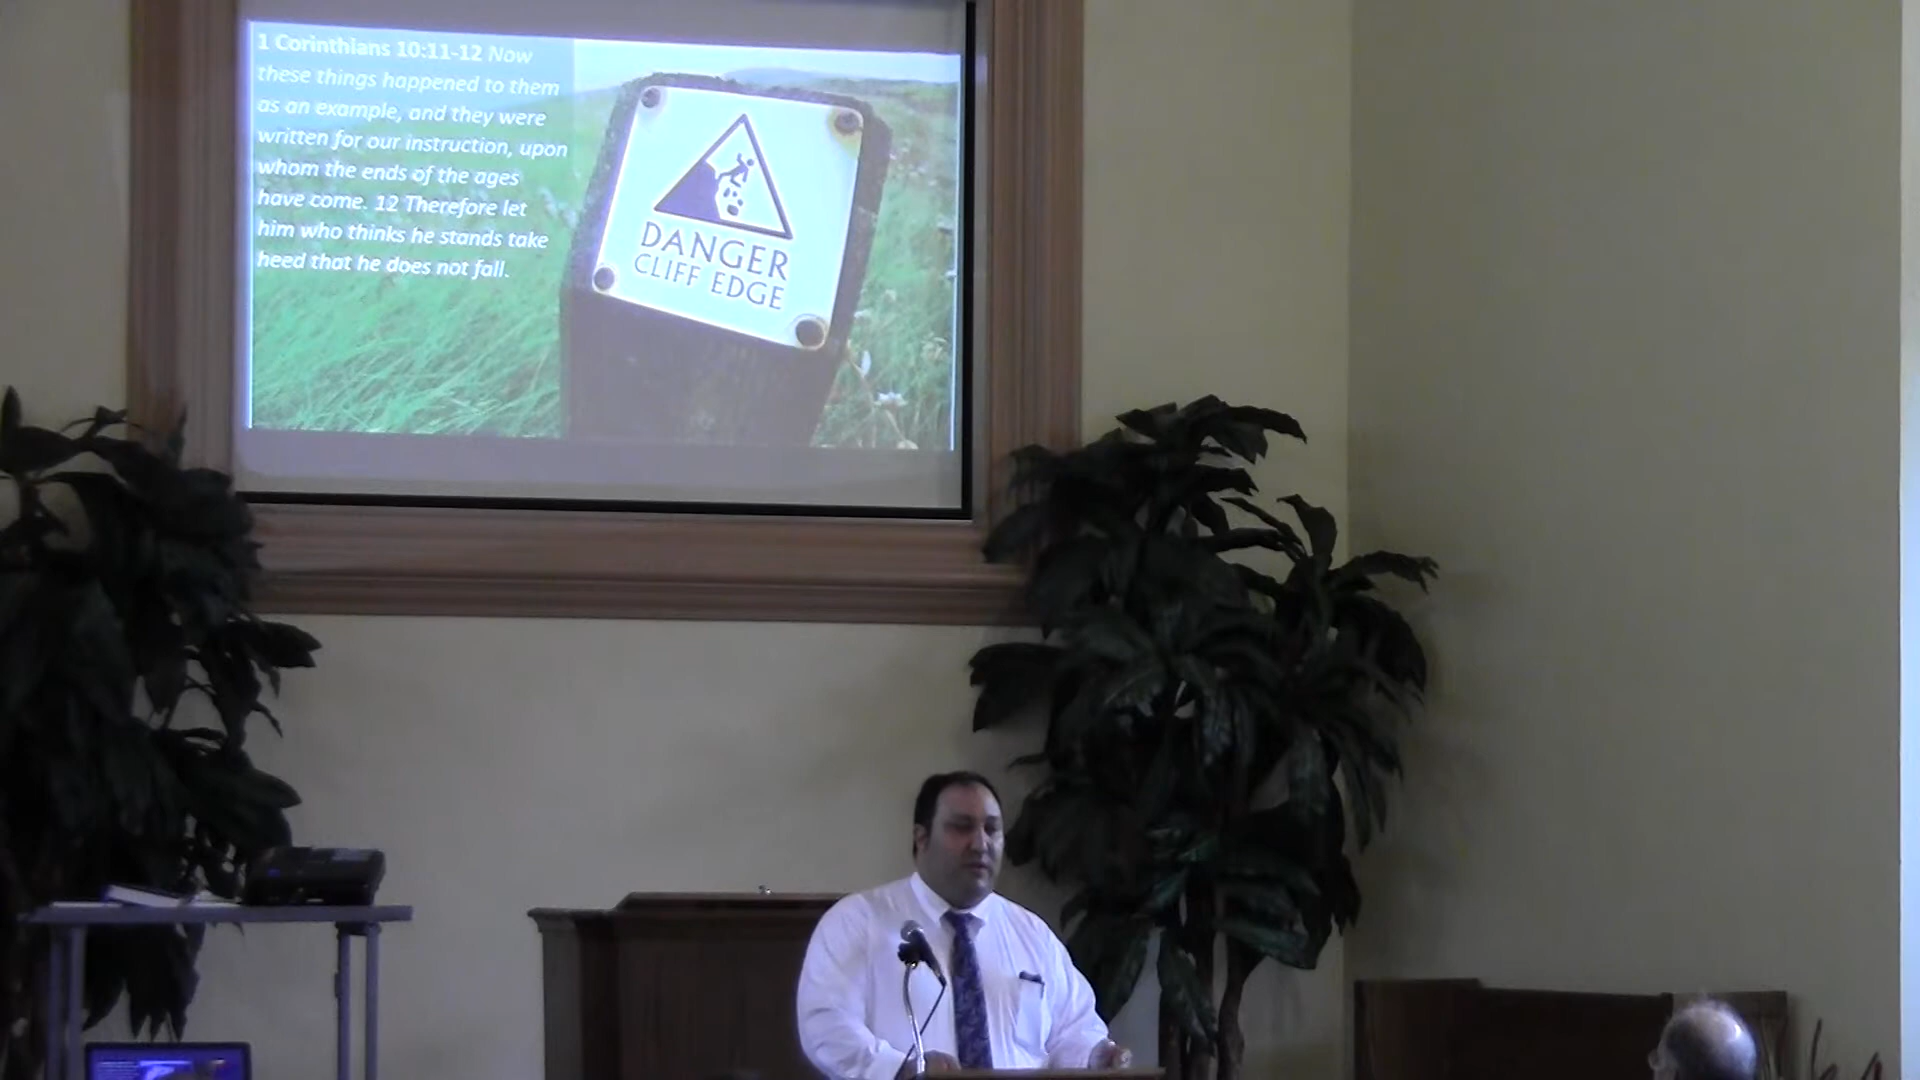 1 Corinthians 10:11-12 Now
these things happened to them
as an example, and they were
written for our instruction, upon
whom the ends of the ages
have come. 12 Therefore let
him who thinks he stands take
heed that he does not fall.
DANGER
CLIFF EDGE